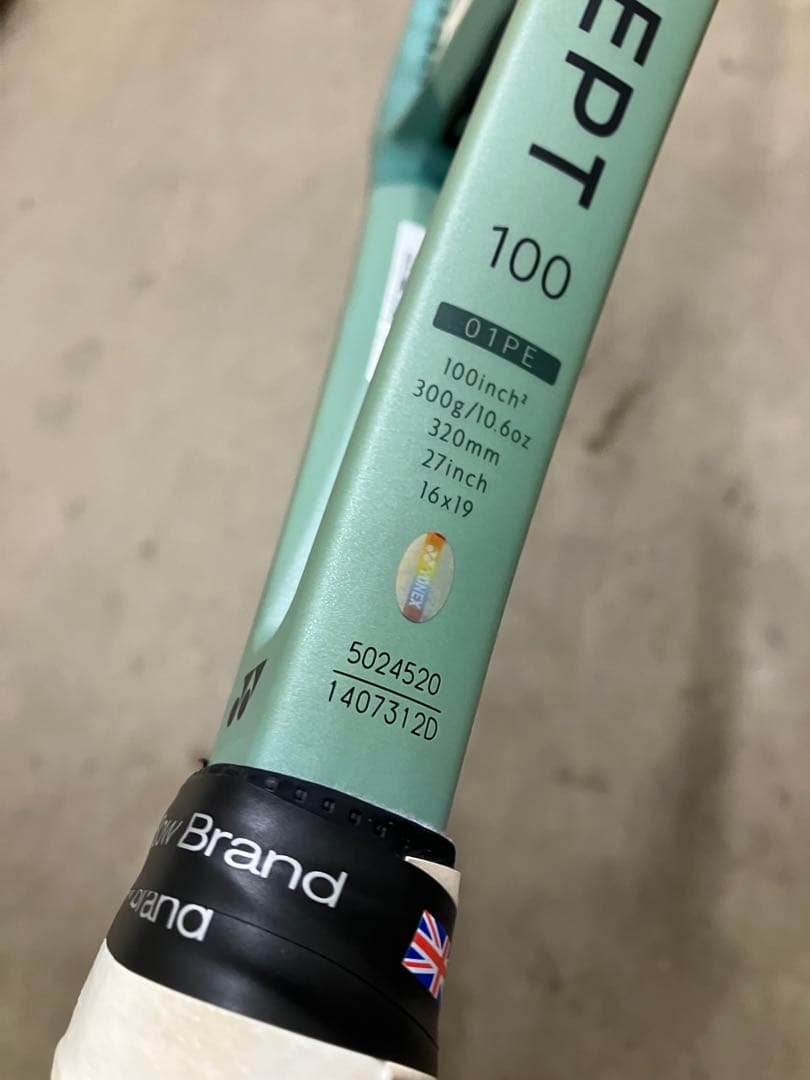 EPT
100
01PE
100inch²
300g/10.6oz
320mm
27inch
16x19
YONEX
5024520
1407312D
Brand